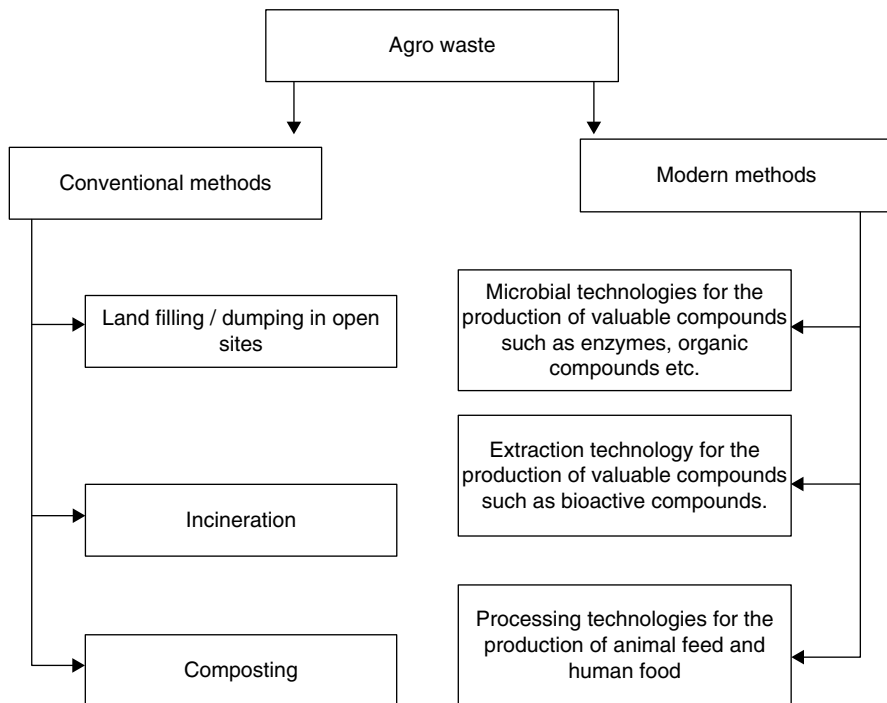 Agro waste
Conventional methods
Modern methods
Land filling / dumping in open
sites
Incineration
Composting
Microbial technologies for the
production of valuable compounds
such as enzymes, organic
compounds etc.
Extraction technology for the
production of valuable compounds
such as bioactive compounds.
Processing technologies for the
production of animal feed and
human food